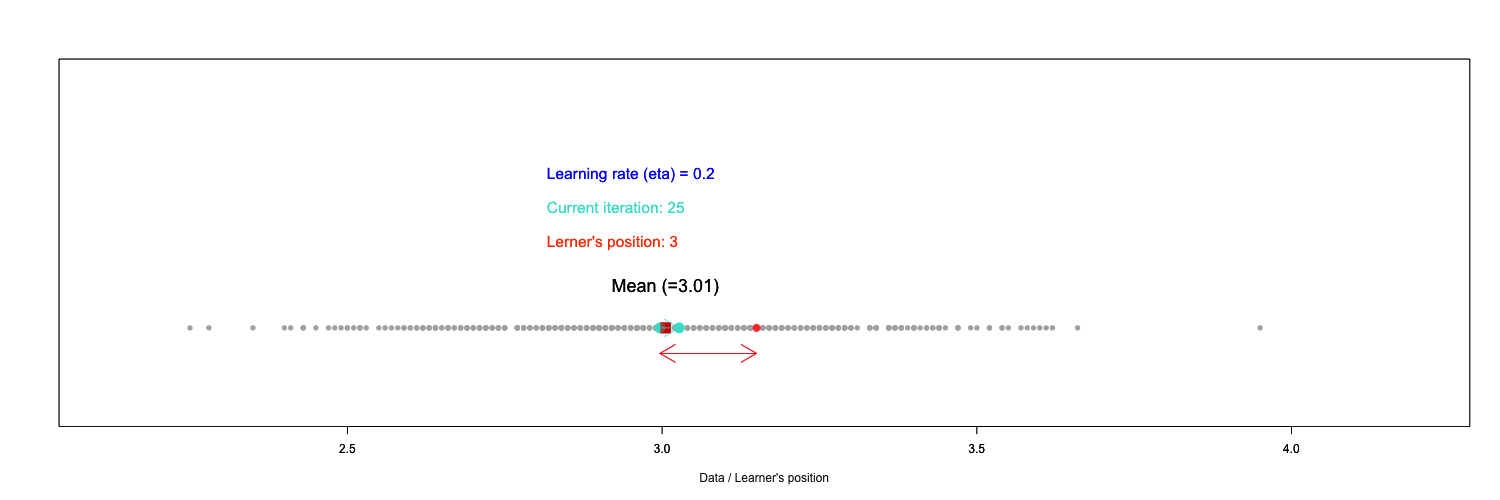 Learning rate (eta) = 0.2
Current iteration: 25
Lerner's position: 3
Mean (=3.01)
2.5 3.0 3.5 4.0
Data / Learner's position